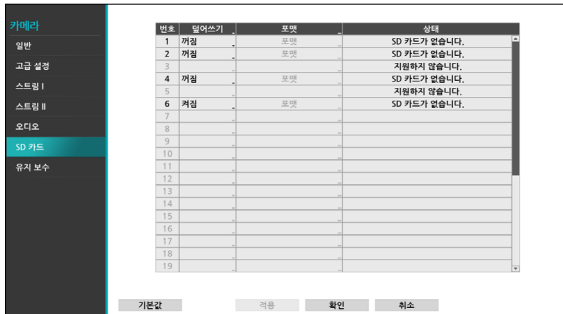 카메라
일반
고급 설정
스트림 I
스트림 II
오디오
SD 카드
유지 보수
번호 덮어쓰기 포맷 상태
1 꺼짐 포맷 SD 카드가 없습니다.
2 꺼짐 포맷 SD 카드가 없습니다.
3 지원하지 않습니다.
4 꺼짐 포맷 SD 카드가 없습니다.
5 지원하지 않습니다.
6 켜짐 포맷 SD 카드가 없습니다.
7
8
9
10
11
12
13
14
15
16
17
18
19
기본값 적용 확인 취소